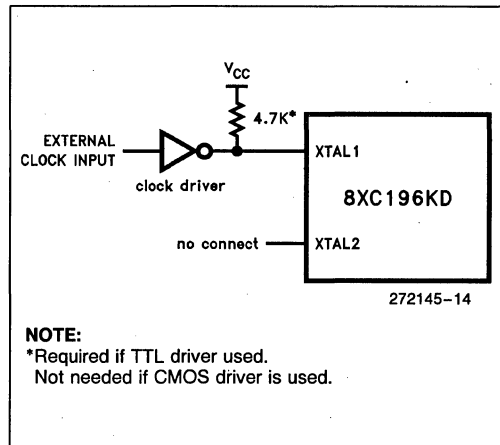 VCC
4.7K*
EXTERNAL
CLOCK INPUT
XTAL1
clock driver
8XC196KD
no connect
XTAL2
272145-14
NOTE:
*Required if TTL driver used.
Not needed if CMOS driver is used.